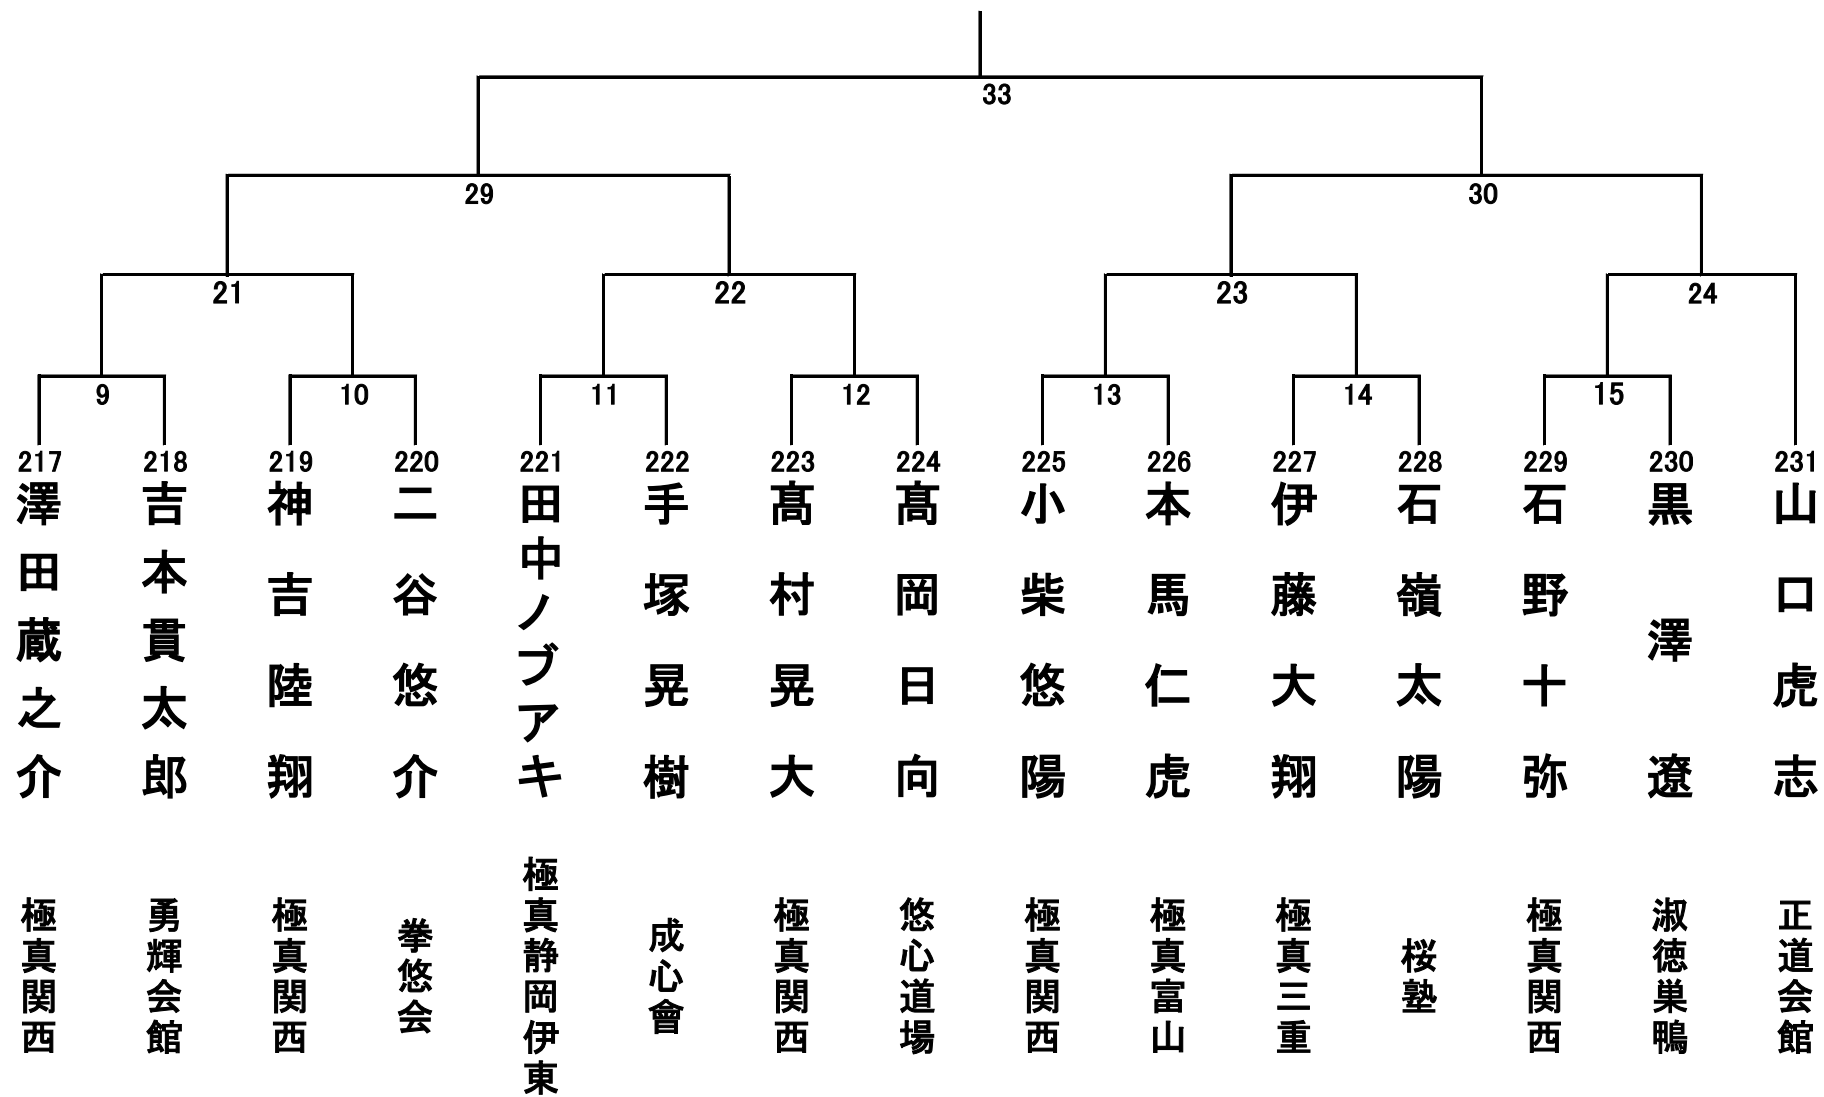 33
29
30
21
22
23
24
9
10
11
12
13
14
15
217
218
219
220
221
222
223
224
225
226
227
228
229
230
231
澤田蔵之介
吉本貫太郎
神吉陸翔
二谷悠介
田中ノブアキ
手塚晃樹
髙村晃大
髙岡日向
小柴悠陽
本馬仁虎
伊藤大翔
石嶺太陽
石野十弥
黒澤遼
山口虎志
極真関西
勇輝会館
極真関西
拳悠会
極真静岡伊東
成心會
極真関西
悠心道場
極真関西
極真富山
極真三重
桜塾
極真関西
淑徳巣鴨
正道会館